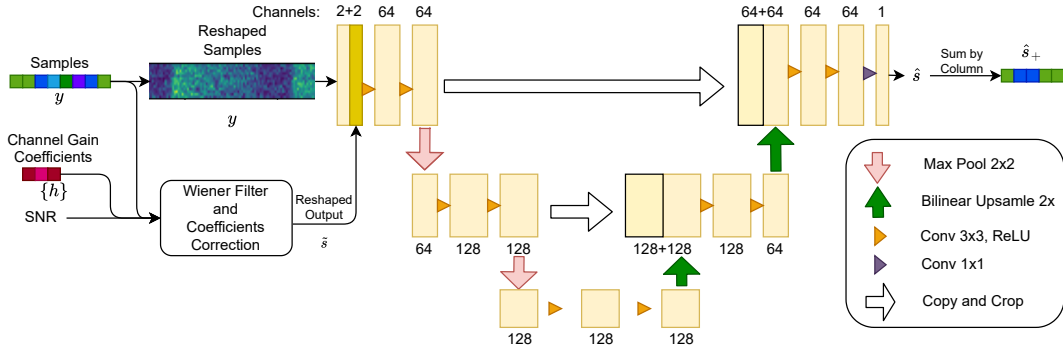 Channels:
2+2
64
64
64+64
64
64
1
Samples
y
Reshaped
Samples
y
ŝ
Sum by
Column
ŝ₊
Channel Gain
Coefficients
{h}
SNR
Wiener Filter
and
Coefficients
Correction
Reshaped
Output
s̃
64
128
128
128+128
128
64
128
128
128
Max Pool 2x2
Bilinear Upsamle 2x
Conv 3x3, ReLU
Conv 1x1
Copy and Crop